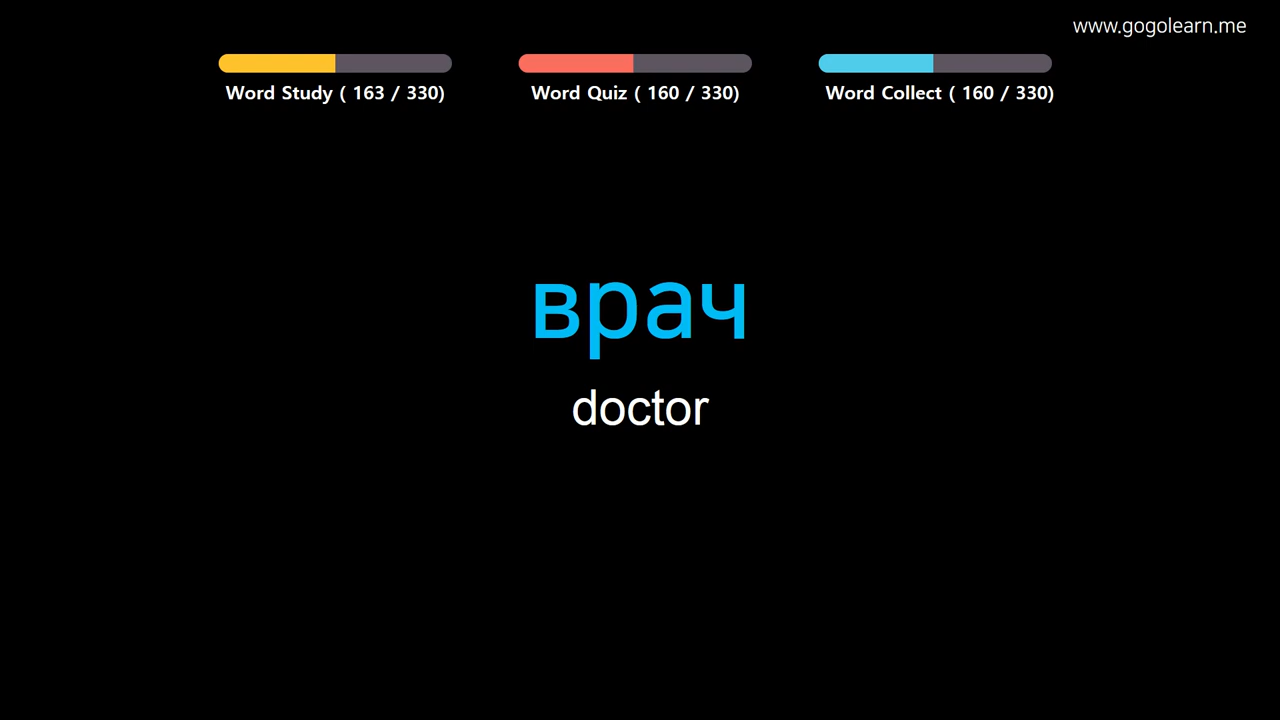 www.gogolearn.me
Word Study ( 163 / 330)
Word Quiz ( 160 / 330)
Word Collect ( 160 / 330)
врач
doctor